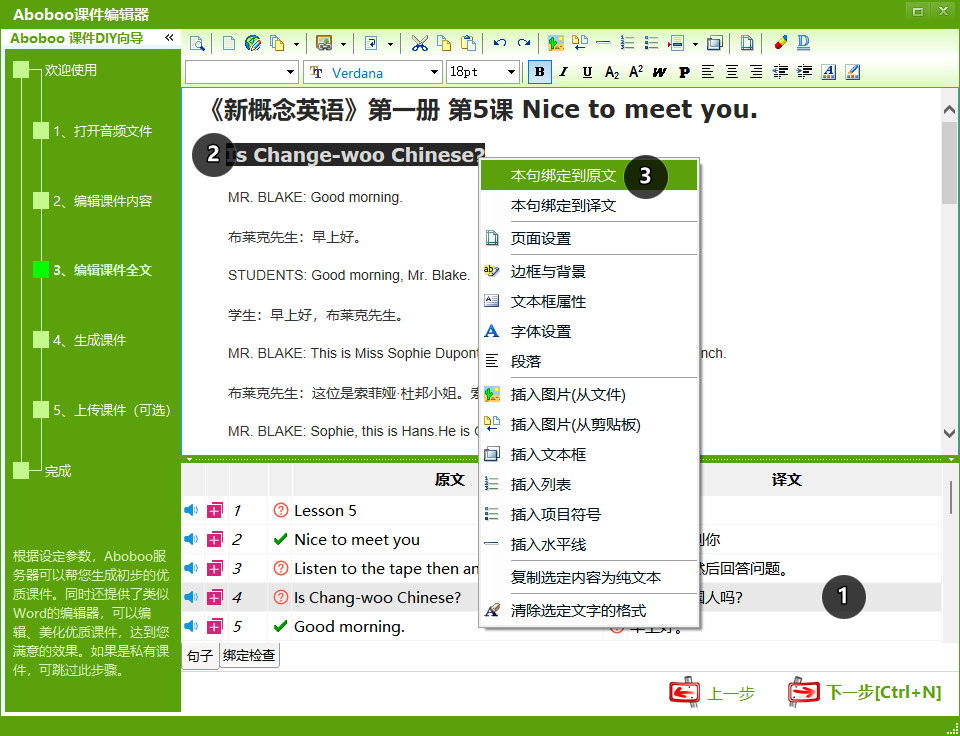 Aboboo课件编辑器
Aboboo 课件DIY向导 «
欢迎使用
1、打开音频文件
2、编辑课件内容
3、编辑课件全文
4、生成课件
5、上传课件（可选）
完成
根据设定参数，Aboboo服
务器可以帮您生成初步的优
质课件。同时还提供了类似
Word的编辑器，可以编
辑、美化优质课件，达到您
满意的效果。如果是私有课
件，可跳过此步骤。
Verdana 18pt B I U A2 A2 W P A
《新概念英语》第一册 第5课 Nice to meet you.
2 Is Change-woo Chinese?
MR. BLAKE: Good morning.
布莱克先生：早上好。
STUDENTS: Good morning, Mr. Blake.
学生：早上好，布莱克先生。
MR. BLAKE: This is Miss Sophie Dupont nch.
布莱克先生：这位是索菲娅·杜邦小姐。索
MR. BLAKE: Sophie, this is Hans.He is
本句绑定到原文 3
本句绑定到译文
页面设置
边框与背景
文本框属性
字体设置
段落
插入图片(从文件)
插入图片(从剪贴板)
插入文本框
插入列表
插入项目符号
插入水平线
复制选定内容为纯文本
清除选定文字的格式
原文 译文
1 Lesson 5
2 Nice to meet you 到你
3 Listen to the tape then an 然后回答问题。
4 Is Chang-woo Chinese? 国人吗? 1
5 Good morning. 早上好。
句子 绑定检查
上一步 下一步[Ctrl+N]